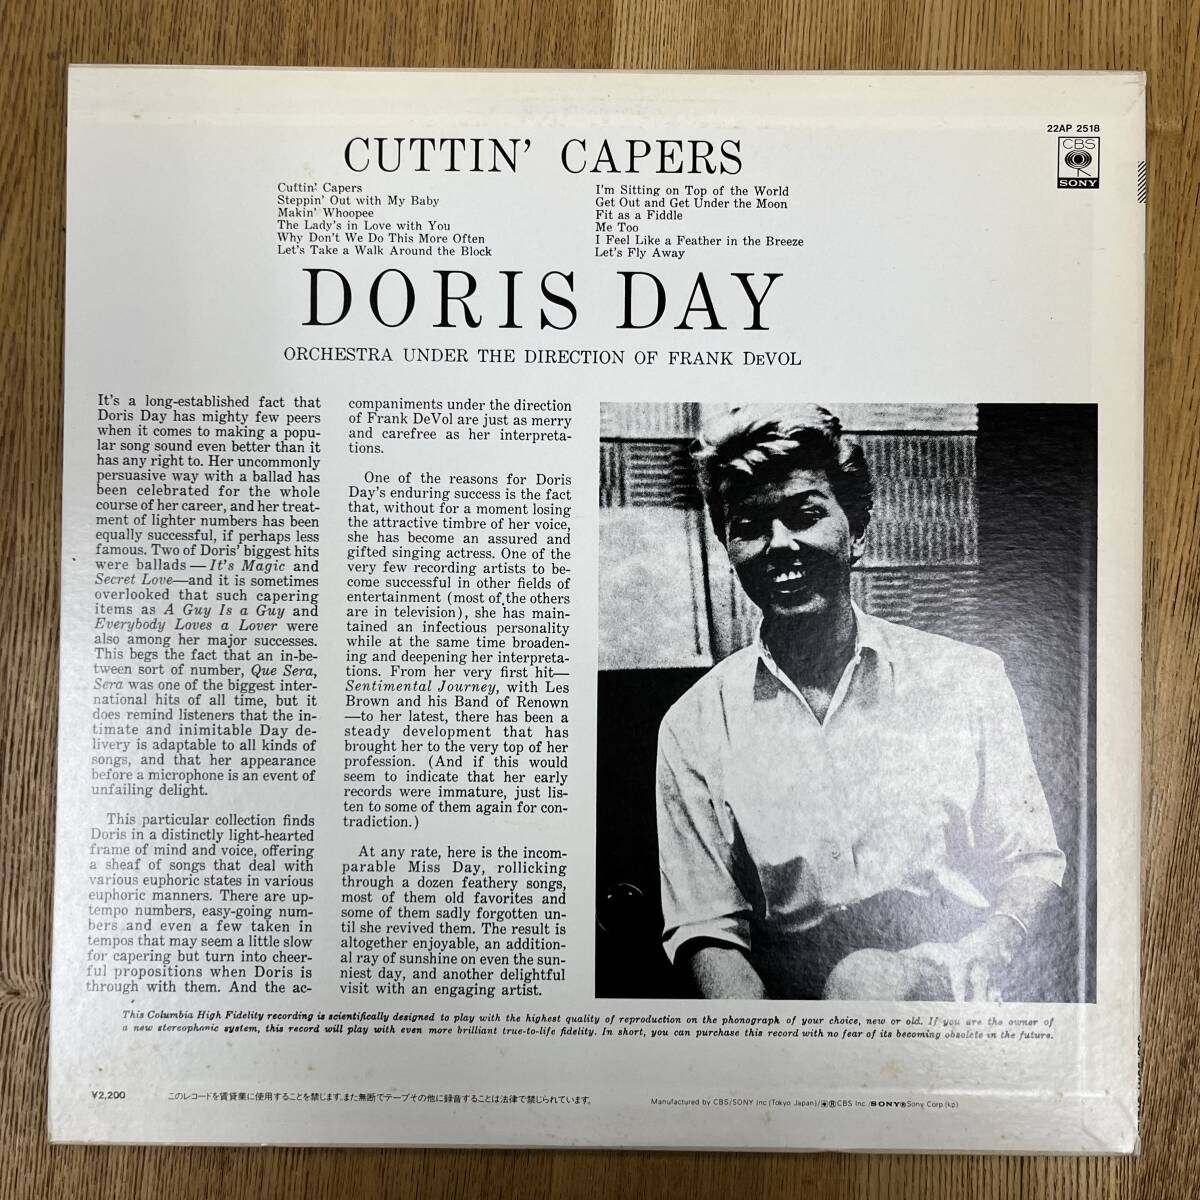 22AP 2518
CBS
SONY
CUTTIN' CAPERS
Cuttin' Capers
Steppin' Out with My Baby
Makin' Whoopee
The Lady's in Love with You
Why Don't We Do This More Often
Let's Take a Walk Around the Block
I'm Sitting on Top of the World
Get Out and Get Under the Moon
Fit as a Fiddle
Me Too
I Feel Like a Feather in the Breeze
Let's Fly Away
DORIS DAY
ORCHESTRA UNDER THE DIRECTION OF FRANK DEVOL
It's a long-established fact that
Doris Day has mighty few peers
when it comes to making a popu-
lar song sound even better than it
has any right to. Her uncommonly
persuasive way with a ballad has
been celebrated for the whole
course of her career, and her treat-
ment of lighter numbers has been
equally successful, if perhaps less
famous. Two of Doris' biggest hits
were ballads—It's Magic and
Secret Love—and it is sometimes
overlooked that such capering
items as A Guy Is a Guy and
Everybody Loves a Lover were
also among her major successes.
This begs the fact that an in-be-
tween sort of number, Que Sera,
Sera was one of the biggest inter-
national hits of all time, but it
does remind listeners that the in-
timate and inimitable Day de-
livery is adaptable to all kinds of
songs, and that her appearance
before a microphone is an event of
unfailing delight.
This particular collection finds
Doris in a distinctly light-hearted
frame of mind and voice, offering
a sheaf of songs that deal with
various euphoric states in various
euphoric manners. There are up-
tempo numbers, easy-going num-
bers and even a few taken in
tempos that may seem a little slow
for capering but turn into cheer-
ful propositions when Doris is
through with them. And the ac-
companiments under the direction
of Frank DeVol are just as merry
and carefree as her interpreta-
tions.
One of the reasons for Doris
Day's enduring success is the fact
that, without for a moment losing
the attractive timbre of her voice,
she has become an assured and
gifted singing actress. One of the
very few recording artists to be-
come successful in other fields of
entertainment (most of the others
are in television), she has main-
tained an infectious personality
while at the same time broaden-
ing and deepening her interpreta-
tions. From her very first hit—
Sentimental Journey, with Les
Brown and his Band of Renown
—to her latest, there has been a
steady development that has
brought her to the very top of her
profession. (And if this would
seem to indicate that her early
records were immature, just lis-
ten to some of them again for con-
tradiction.)
At any rate, here is the incom-
parable Miss Day, rollicking
through a dozen feathery songs,
most of them old favorites and
some of them sadly forgotten un-
til she revived them. The result is
altogether enjoyable, an addition-
al ray of sunshine on even the sun-
niest day, and another delightful
visit with an engaging artist.
This Columbia High Fidelity recording is scientifically designed to play with the highest quality of reproduction on the phonograph of your choice, new or old. If you are the owner of
a new stereophonic system, this record will play with even more brilliant true-to-life fidelity. In short, you can purchase this record with no fear of its becoming obsolete in the future.
¥2,200
このレコードを賃貸業に使用することを禁じます。また無断でテープその他に録音することは法律で禁じられています。
Manufactured by CBS/SONY Inc (Tokyo Japan)/®CBS Inc /SONY®Sony Corp (kp)